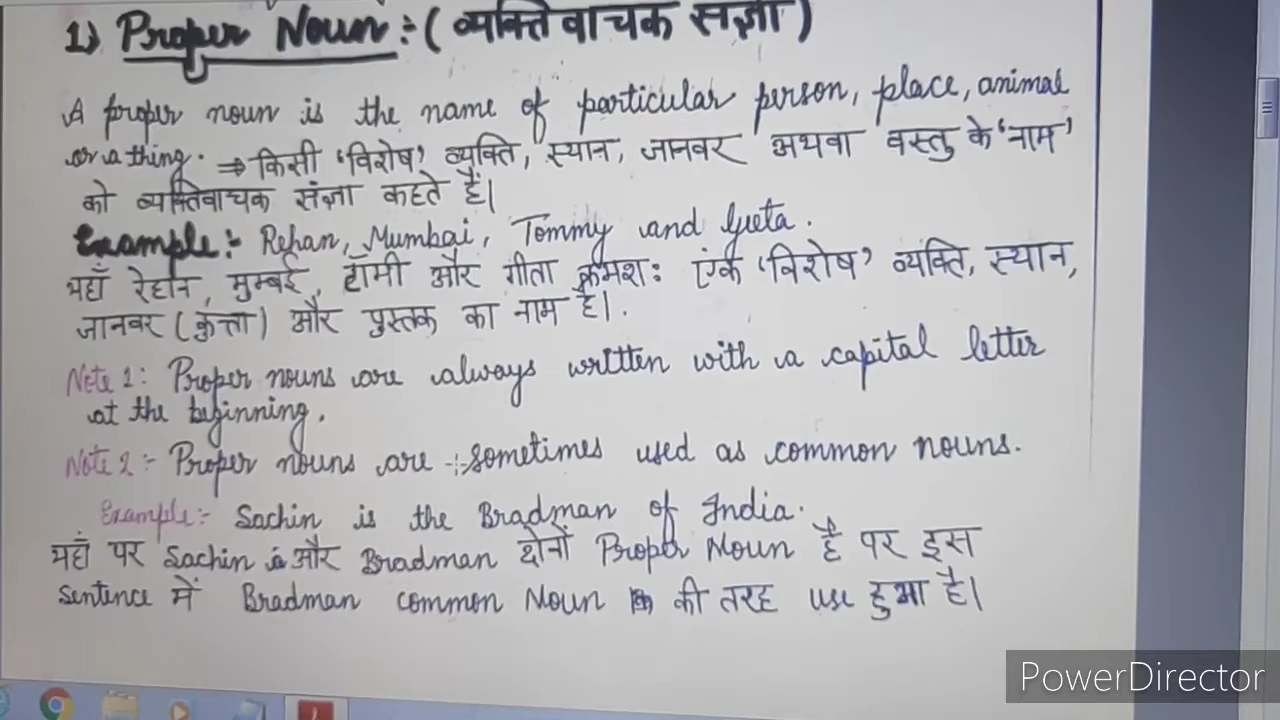 1) Proper Noun :- ( व्यक्तिवाचक संज्ञा )
A proper noun is the name of particular person, place, animal
or a thing. ⇒ किसी 'विशेष' व्यक्ति, स्थान, जानवर अथवा वस्तु के 'नाम'
को व्यक्तिवाचक संज्ञा कहते हैं।
Example :- Rehan, Mumbai, Tommy and Geeta.
यहाँ रेहान, मुम्बई, टॉमी और गीता क्रमशः एक 'विशेष' व्यक्ति, स्थान,
जानवर (कुत्ता) और पुस्तक का नाम है।
Note 1: Proper nouns are always written with a capital letter
at the beginning.
Note 2 :- Proper nouns are sometimes used as common nouns.
Example :- Sachin is the Bradman of India.
यहाँ पर Sachin और Bradman दोनों Proper Noun है पर इस
sentence में Bradman common Noun की तरह use हुआ है।
PowerDirector